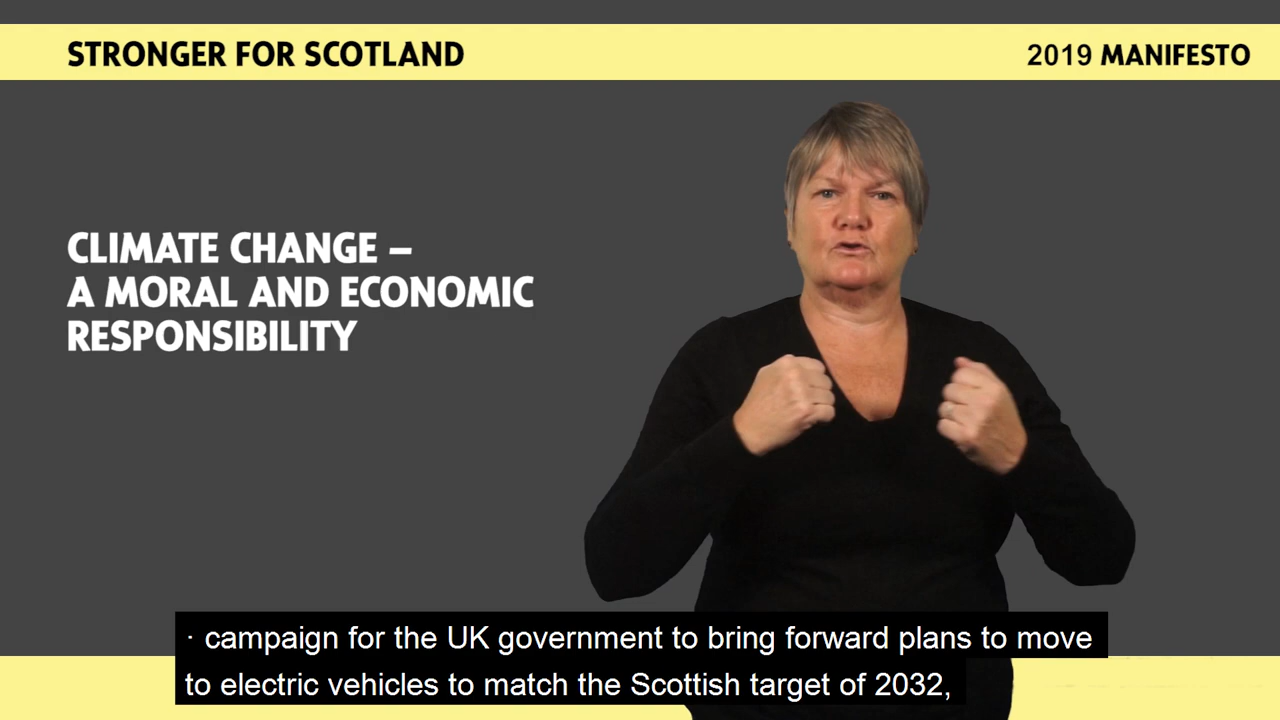 STRONGER FOR SCOTLAND
2019 MANIFESTO
CLIMATE CHANGE –
A MORAL AND ECONOMIC
RESPONSIBILITY
· campaign for the UK government to bring forward plans to move
to electric vehicles to match the Scottish target of 2032,